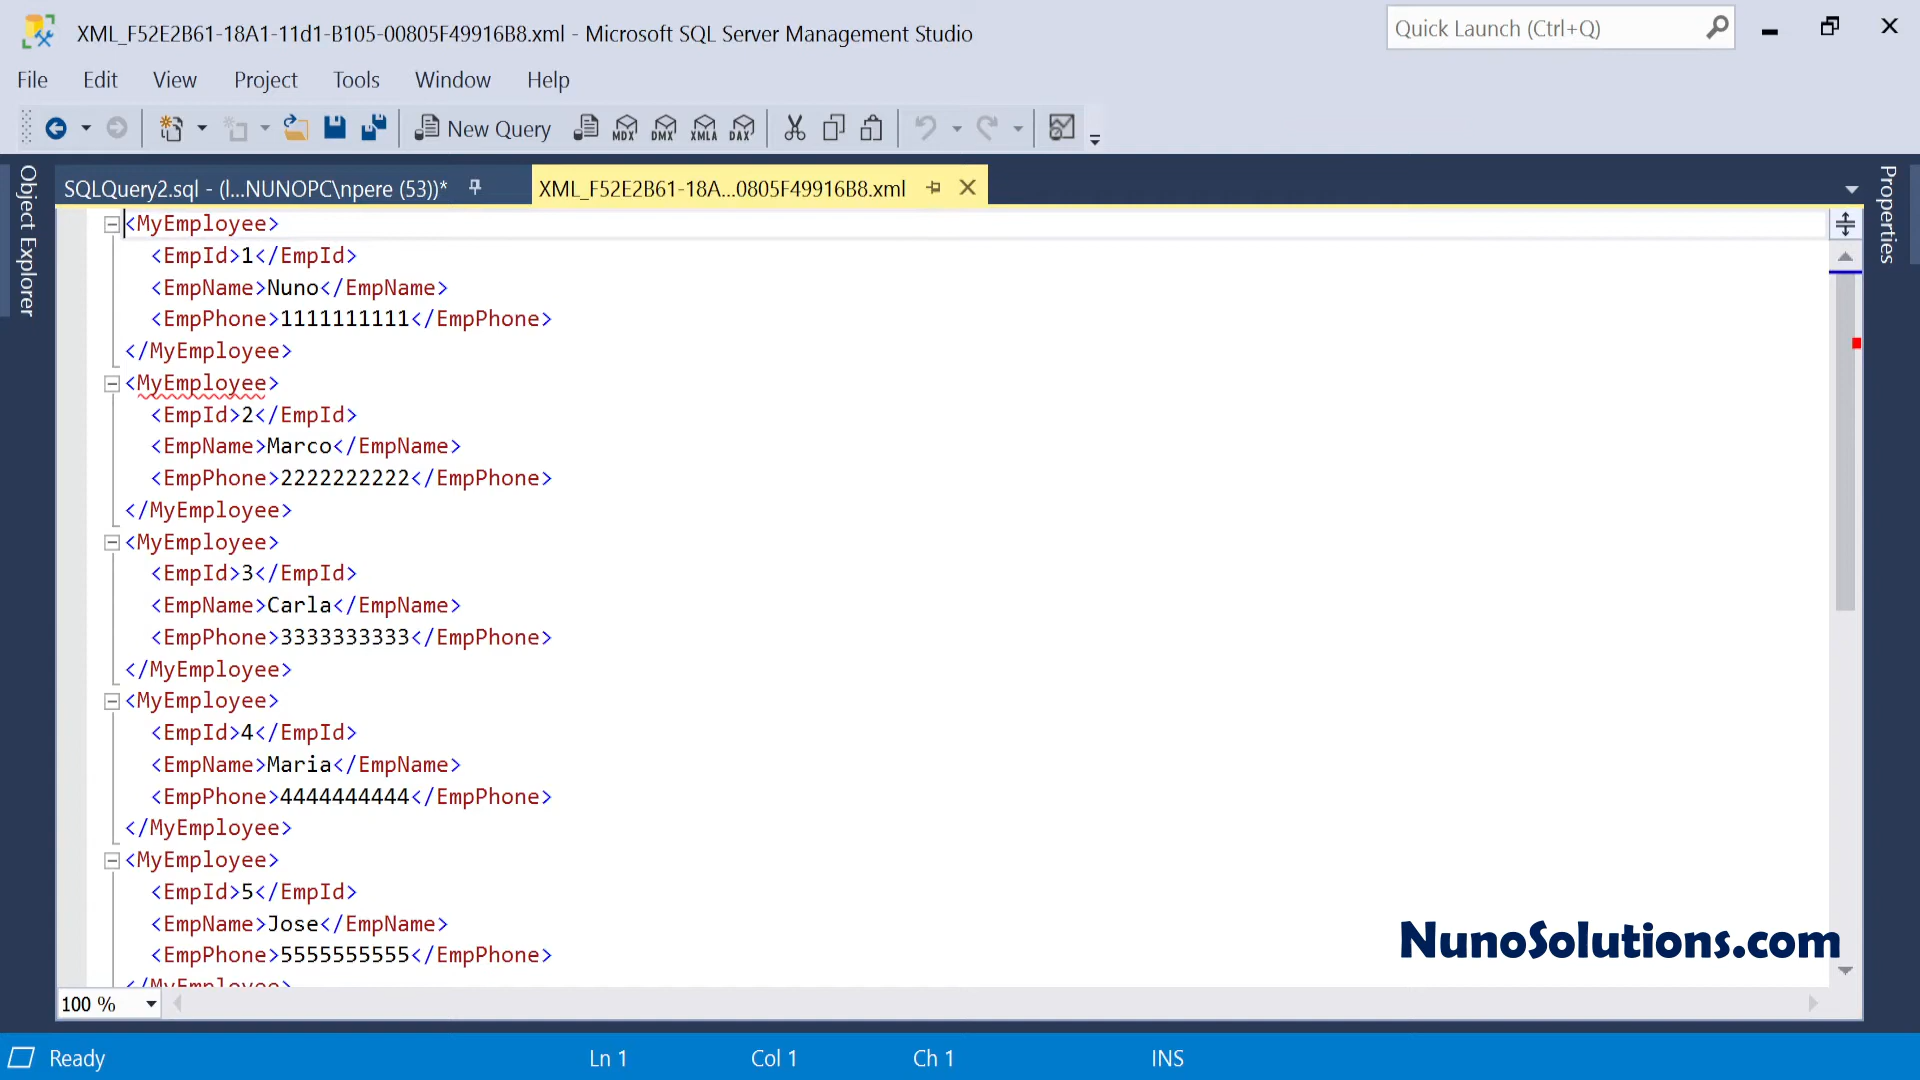 XML_F52E2B61-18A1-11d1-B105-00805F49916B8.xml - Microsoft SQL Server Management Studio
Quick Launch (Ctrl+Q)
File Edit View Project Tools Window Help
New Query MDX DMX XMLA DAX
Object Explorer
SQLQuery2.sql - (l...NUNOPC\npere (53))*
XML_F52E2B61-18A...0805F49916B8.xml
Properties
<MyEmployee>
<EmpId>1</EmpId>
<EmpName>Nuno</EmpName>
<EmpPhone>1111111111</EmpPhone>
</MyEmployee>
<MyEmployee>
<EmpId>2</EmpId>
<EmpName>Marco</EmpName>
<EmpPhone>2222222222</EmpPhone>
</MyEmployee>
<MyEmployee>
<EmpId>3</EmpId>
<EmpName>Carla</EmpName>
<EmpPhone>3333333333</EmpPhone>
</MyEmployee>
<MyEmployee>
<EmpId>4</EmpId>
<EmpName>Maria</EmpName>
<EmpPhone>4444444444</EmpPhone>
</MyEmployee>
<MyEmployee>
<EmpId>5</EmpId>
<EmpName>Jose</EmpName>
<EmpPhone>5555555555</EmpPhone>
</MyEmployee>
NunoSolutions.com
100 %
Ready Ln 1 Col 1 Ch 1 INS